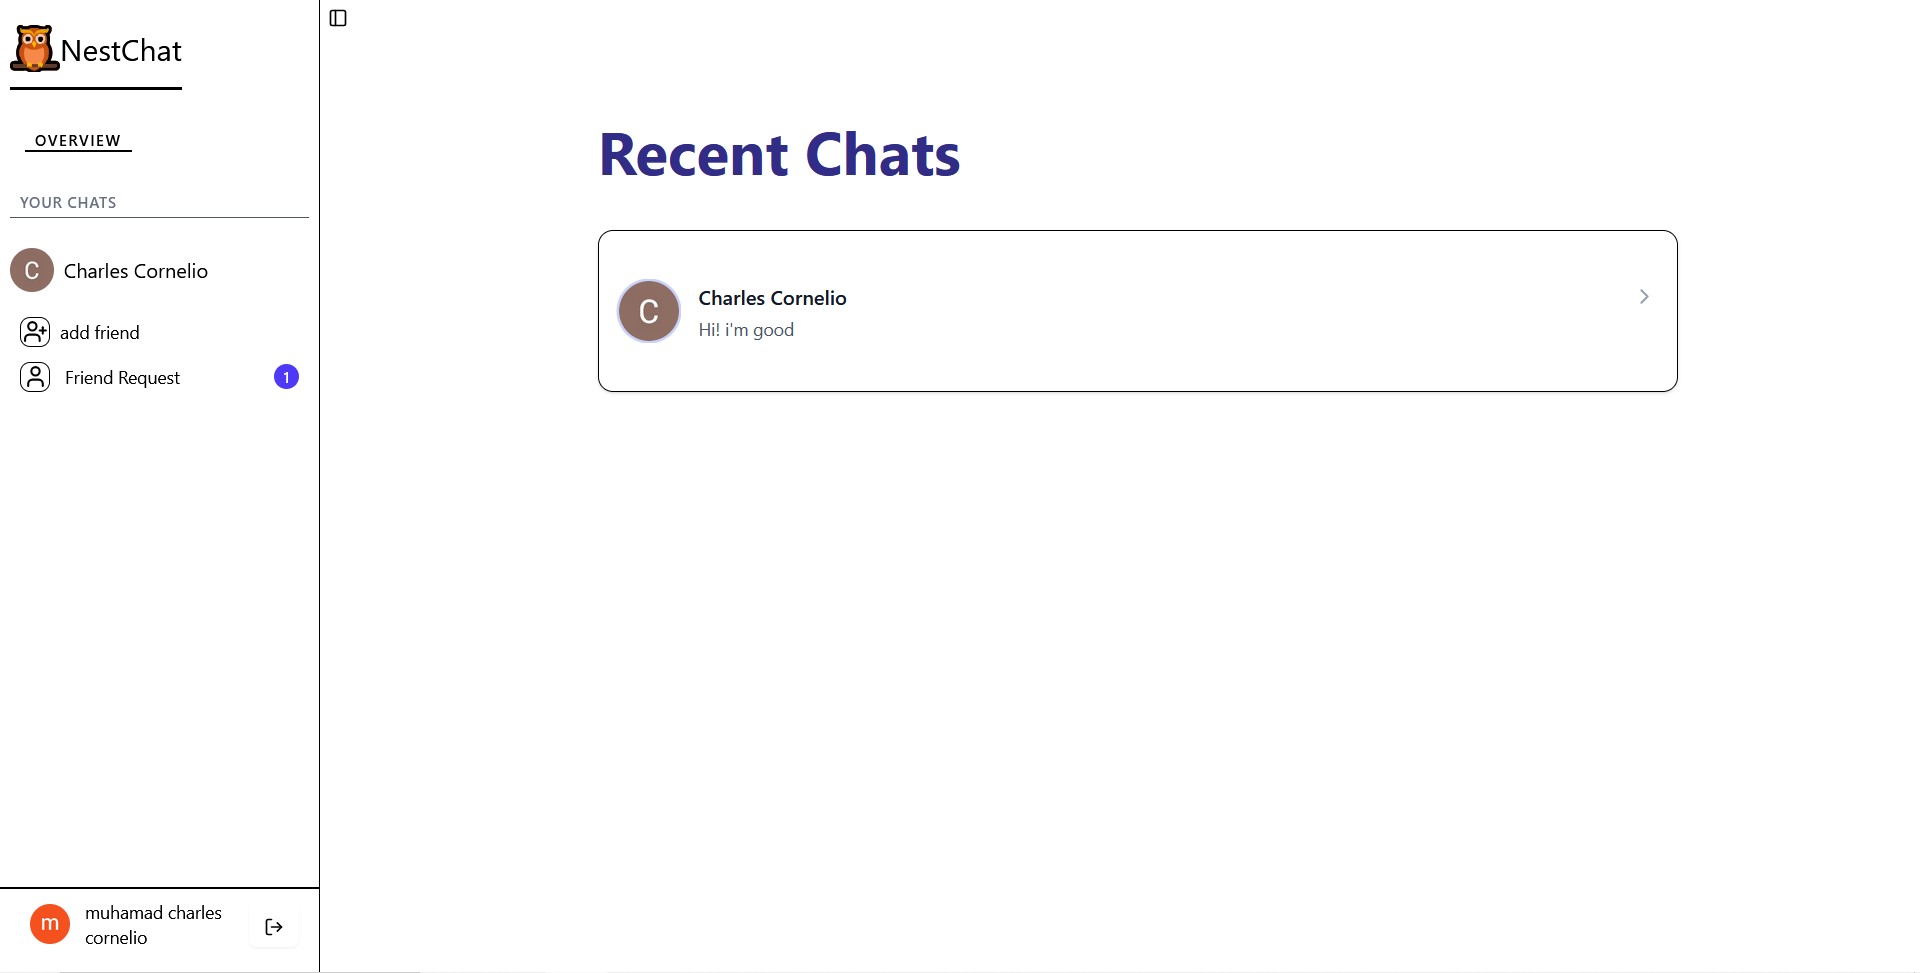 NestChat
OVERVIEW
YOUR CHATS
C
Charles Cornelio
add friend
Friend Request
1
m
muhamad charles
cornelio
Recent Chats
C
Charles Cornelio
Hi! i'm good